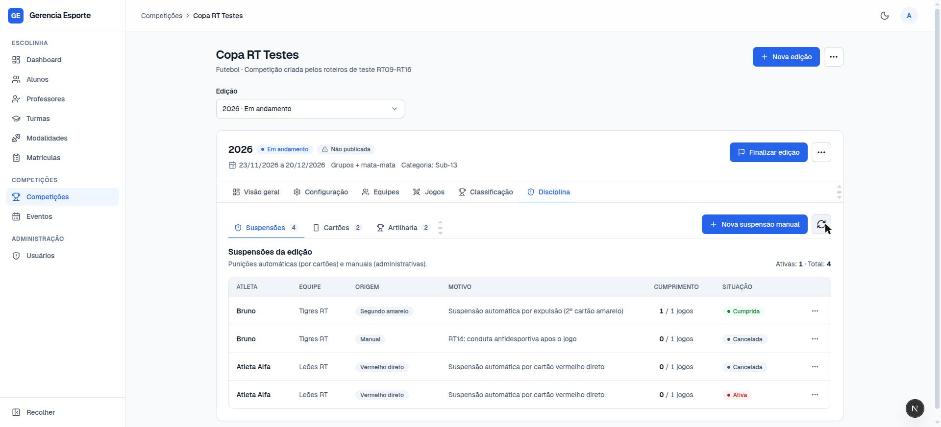 GE Gerencia Esporte
Competições > Copa RT Testes
A
ESCOLINHA
Dashboard
Alunos
Professores
Turmas
Modalidades
Matrículas
COMPETIÇÕES
Competições
Eventos
ADMINISTRAÇÃO
Usuários
Recolher
Copa RT Testes
Futebol · Competição criada pelos roteiros de teste RT09-RT16
+ Nova edição
Edição
2026 · Em andamento
2026 Em andamento Não publicada
23/11/2026 a 20/12/2026 Grupos + mata-mata Categoria: Sub-13
Finalizar edição
Visão geral Configuração Equipes Jogos Classificação Disciplina
Suspensões 4 Cartões 2 Artilharia 2
+ Nova suspensão manual
Suspensões da edição
Punições automáticas (por cartões) e manuais (administrativas).
Ativas: 1 · Total: 4
ATLETA EQUIPE ORIGEM MOTIVO CUMPRIMENTO SITUAÇÃO
Bruno Tigres RT Segundo amarelo Suspensão automática por expulsão (2º cartão amarelo) 1 / 1 jogos Cumprida
Bruno Tigres RT Manual RT14: conduta antidesportiva apos o jogo 0 / 1 jogos Cancelada
Atleta Alfa Leões RT Vermelho direto Suspensão automática por cartão vermelho direto 0 / 1 jogos Cancelada
Atleta Alfa Leões RT Vermelho direto Suspensão automática por cartão vermelho direto 0 / 1 jogos Ativa
N